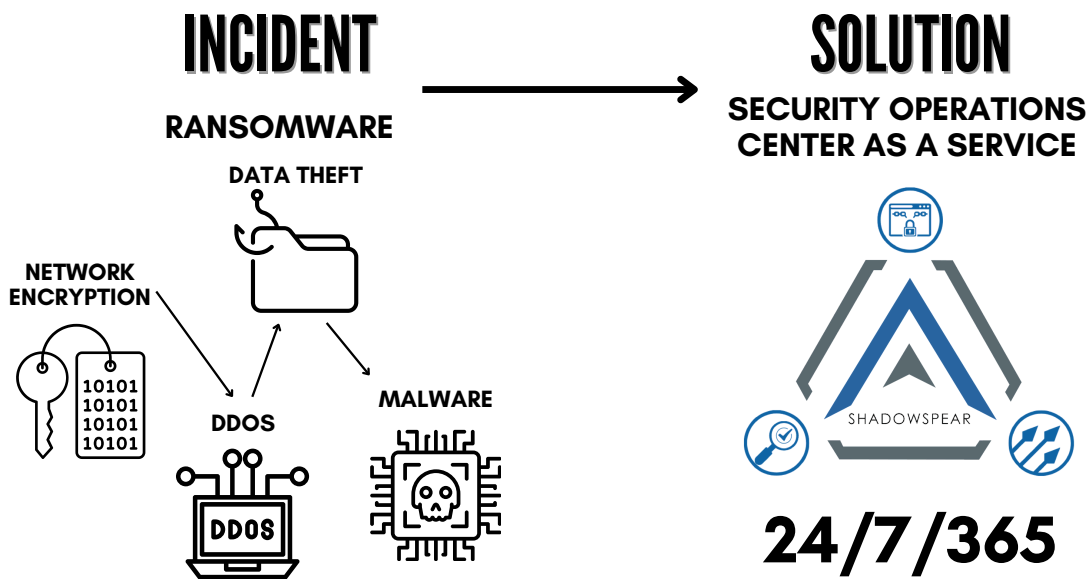 INCIDENT
RANSOMWARE
DATA THEFT
NETWORK
ENCRYPTION
10101
10101
10101
10101
DDOS
DDOS
MALWARE
SOLUTION
SECURITY OPERATIONS
CENTER AS A SERVICE
SHADOWSPEAR
24/7/365